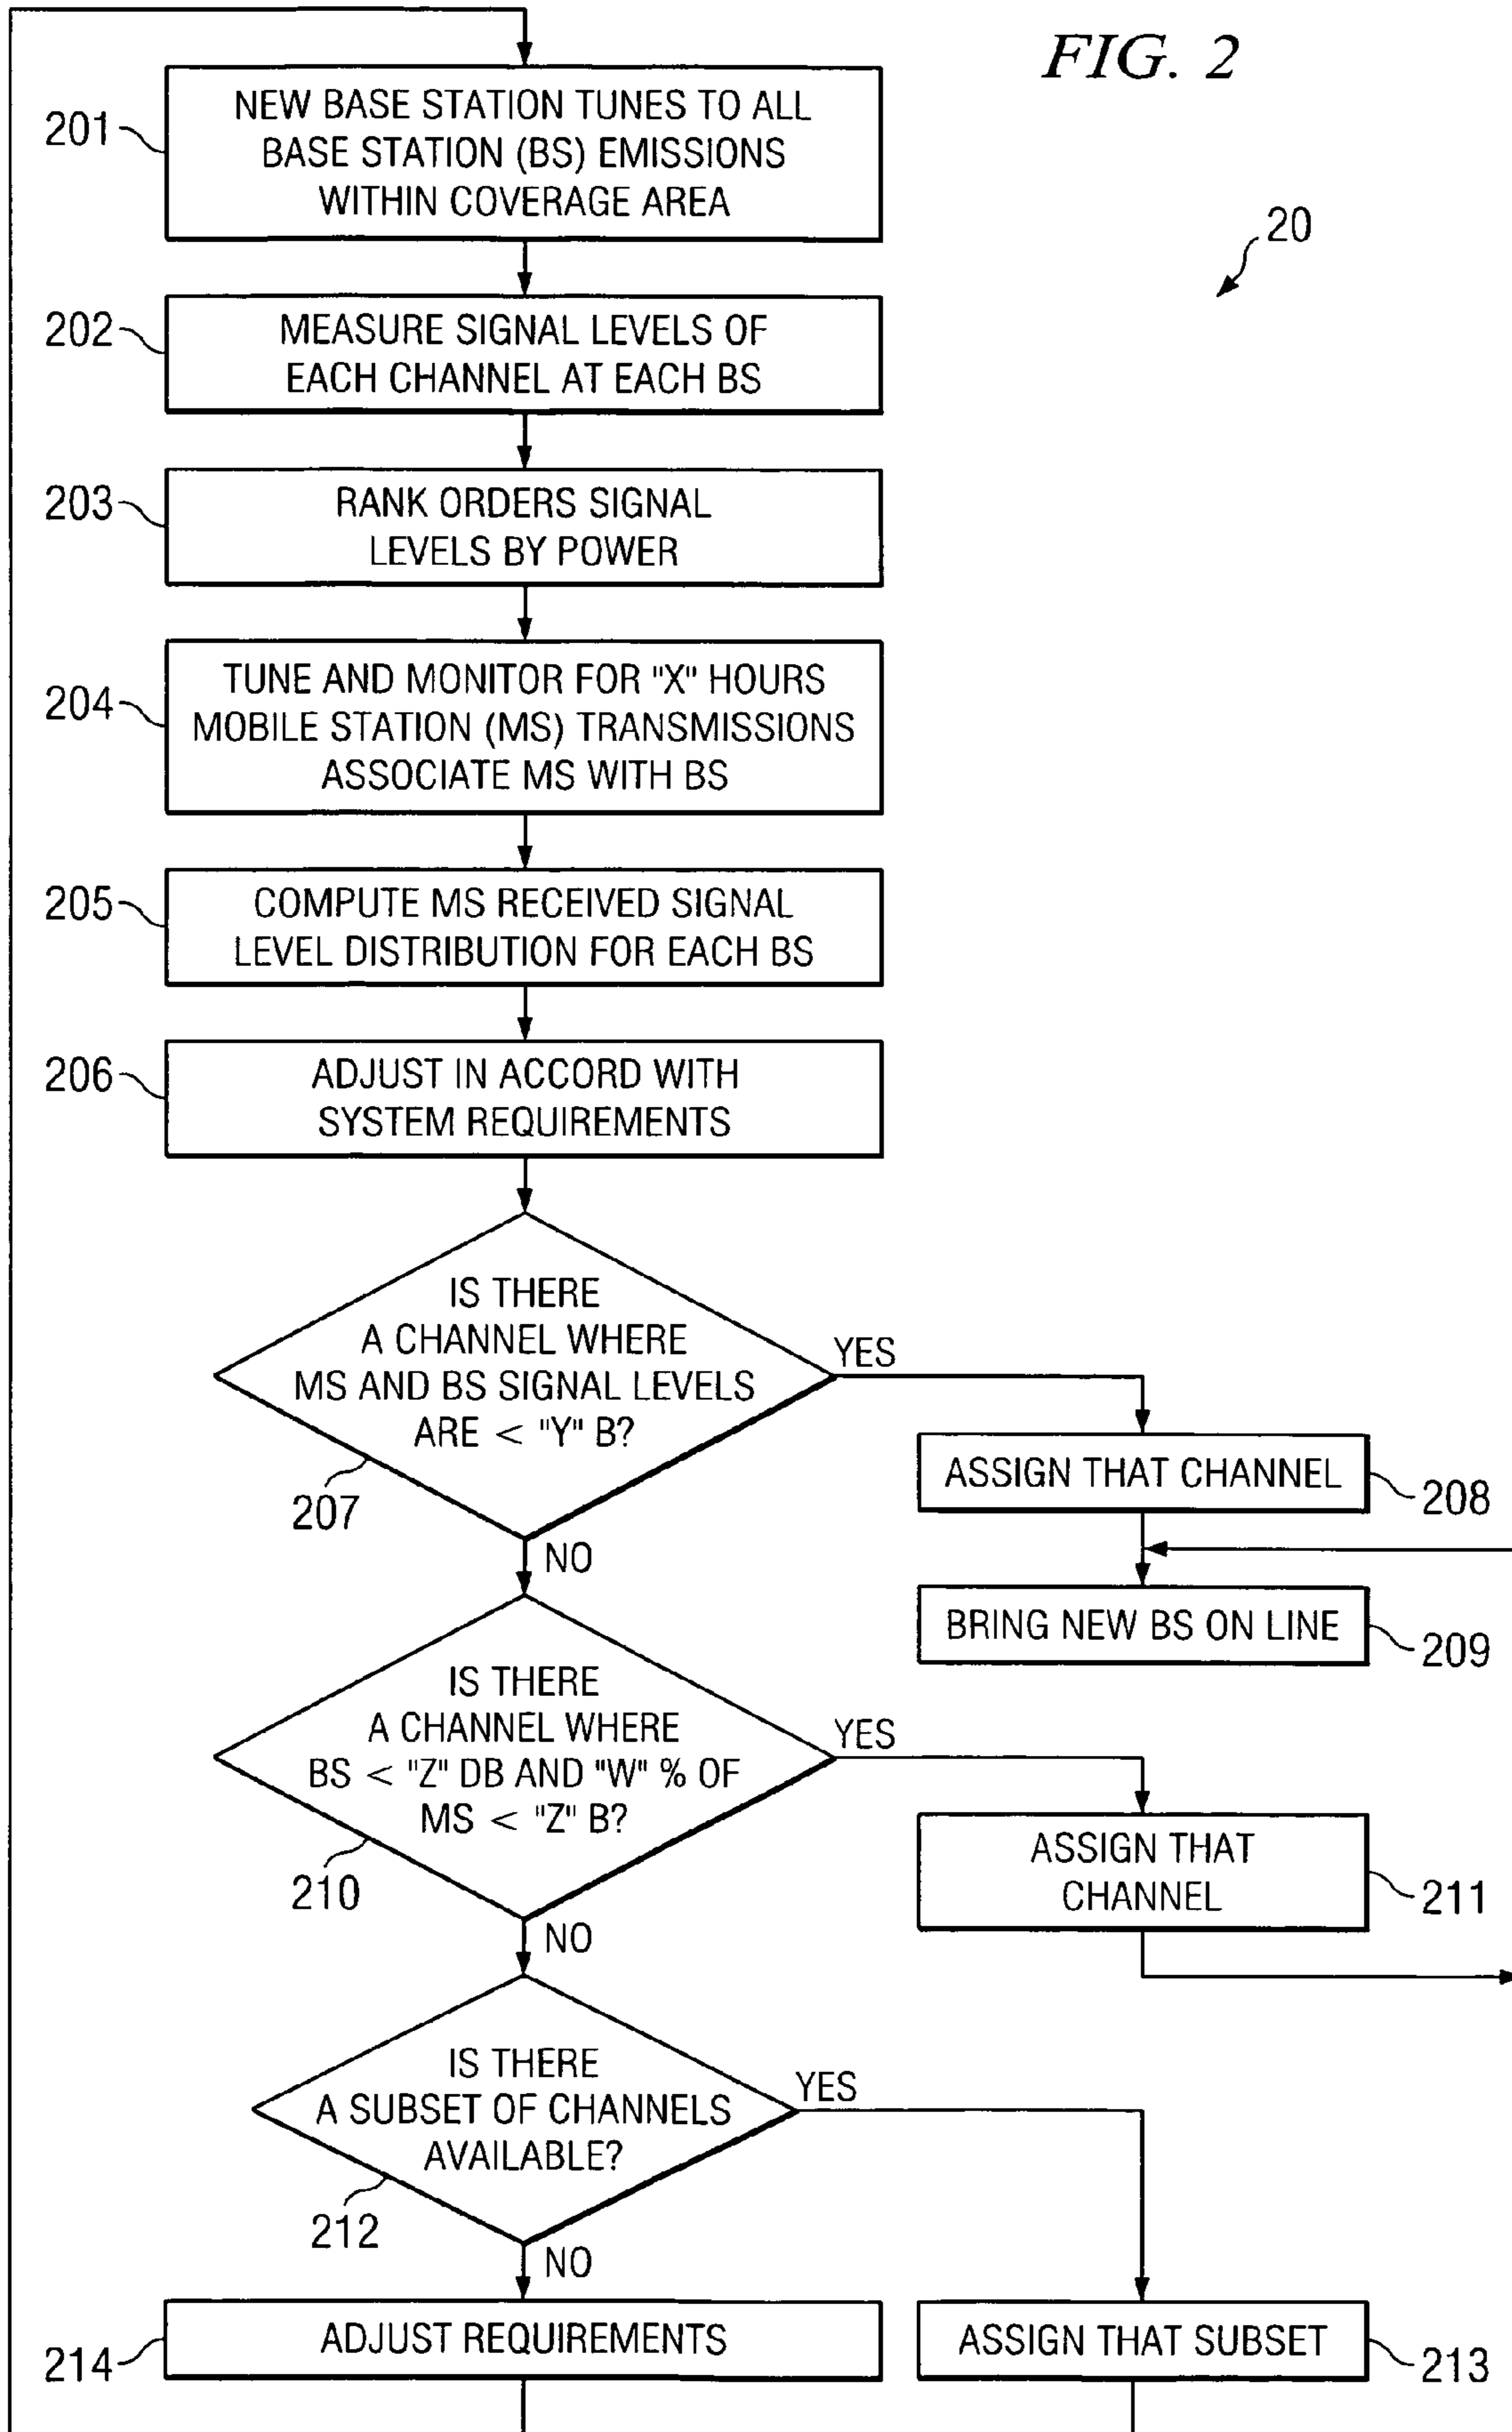 FIG. 2
20
201
NEW BASE STATION TUNES TO ALL
BASE STATION (BS) EMISSIONS
WITHIN COVERAGE AREA
202
MEASURE SIGNAL LEVELS OF
EACH CHANNEL AT EACH BS
203
RANK ORDERS SIGNAL
LEVELS BY POWER
204
TUNE AND MONITOR FOR "X" HOURS
MOBILE STATION (MS) TRANSMISSIONS
ASSOCIATE MS WITH BS
205
COMPUTE MS RECEIVED SIGNAL
LEVEL DISTRIBUTION FOR EACH BS
206
ADJUST IN ACCORD WITH
SYSTEM REQUIREMENTS
IS THERE
A CHANNEL WHERE
MS AND BS SIGNAL LEVELS
ARE < "Y" B?
207
YES
NO
ASSIGN THAT CHANNEL
208
BRING NEW BS ON LINE
209
IS THERE
A CHANNEL WHERE
BS < "Z" DB AND "W" % OF
MS < "Z" B?
210
YES
NO
ASSIGN THAT
CHANNEL
211
IS THERE
A SUBSET OF CHANNELS
AVAILABLE?
212
YES
NO
214
ADJUST REQUIREMENTS
ASSIGN THAT SUBSET
213